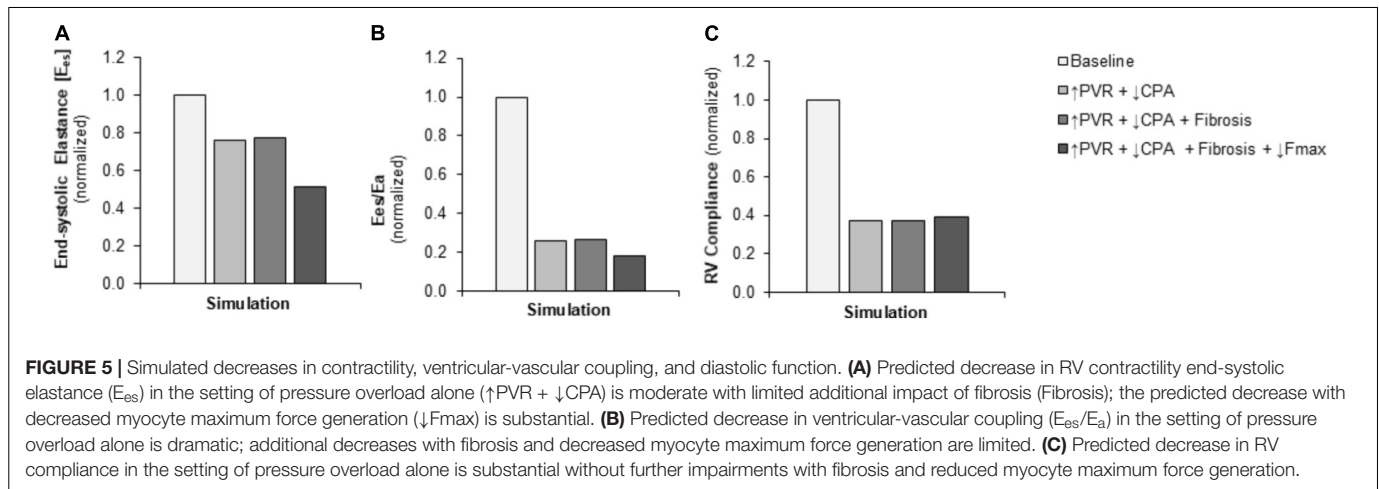 A
B
C
End-systolic Elastance [Ees]
(normalized)
1.2
1.0
0.8
0.6
0.4
0.2
0.0
Simulation
Ees/Ea
(normalized)
1.2
1.0
0.8
0.6
0.4
0.2
0.0
Simulation
RV Compliance (normalized)
1.2
1.0
0.8
0.6
0.4
0.2
0.0
Simulation
Baseline
↑PVR + ↓CPA
↑PVR + ↓CPA + Fibrosis
↑PVR + ↓CPA + Fibrosis + ↓Fmax
FIGURE 5 | Simulated decreases in contractility, ventricular-vascular coupling, and diastolic function. (A) Predicted decrease in RV contractility end-systolic
elastance (Ees) in the setting of pressure overload alone (↑PVR + ↓CPA) is moderate with limited additional impact of fibrosis (Fibrosis); the predicted decrease with
decreased myocyte maximum force generation (↓Fmax) is substantial. (B) Predicted decrease in ventricular-vascular coupling (Ees/Ea) in the setting of pressure
overload alone is dramatic; additional decreases with fibrosis and decreased myocyte maximum force generation are limited. (C) Predicted decrease in RV
compliance in the setting of pressure overload alone is substantial without further impairments with fibrosis and reduced myocyte maximum force generation.